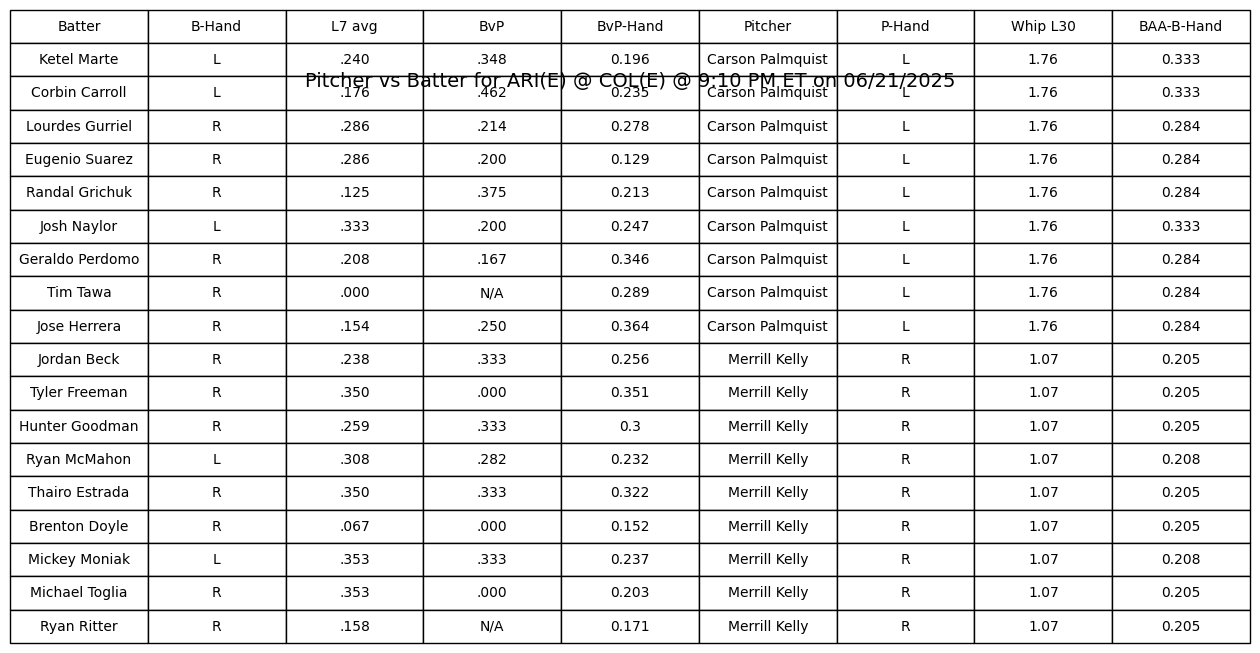 Batter B-Hand L7 avg BvP BvP-Hand Pitcher P-Hand Whip L30 BAA-B-Hand
Ketel Marte L .240 .348 0.196 Carson Palmquist L 1.76 0.333
Pitcher vs Batter for ARI(E) @ COL(E) @ 9:10 PM ET on 06/21/2025
Corbin Carroll L .176 .462 0.235 Carson Palmquist L 1.76 0.333
Lourdes Gurriel R .286 .214 0.278 Carson Palmquist L 1.76 0.284
Eugenio Suarez R .286 .200 0.129 Carson Palmquist L 1.76 0.284
Randal Grichuk R .125 .375 0.213 Carson Palmquist L 1.76 0.284
Josh Naylor L .333 .200 0.247 Carson Palmquist L 1.76 0.333
Geraldo Perdomo R .208 .167 0.346 Carson Palmquist L 1.76 0.284
Tim Tawa R .000 N/A 0.289 Carson Palmquist L 1.76 0.284
Jose Herrera R .154 .250 0.364 Carson Palmquist L 1.76 0.284
Jordan Beck R .238 .333 0.256 Merrill Kelly R 1.07 0.205
Tyler Freeman R .350 .000 0.351 Merrill Kelly R 1.07 0.205
Hunter Goodman R .259 .333 0.3 Merrill Kelly R 1.07 0.205
Ryan McMahon L .308 .282 0.232 Merrill Kelly R 1.07 0.208
Thairo Estrada R .350 .333 0.322 Merrill Kelly R 1.07 0.205
Brenton Doyle R .067 .000 0.152 Merrill Kelly R 1.07 0.205
Mickey Moniak L .353 .333 0.237 Merrill Kelly R 1.07 0.208
Michael Toglia R .353 .000 0.203 Merrill Kelly R 1.07 0.205
Ryan Ritter R .158 N/A 0.171 Merrill Kelly R 1.07 0.205